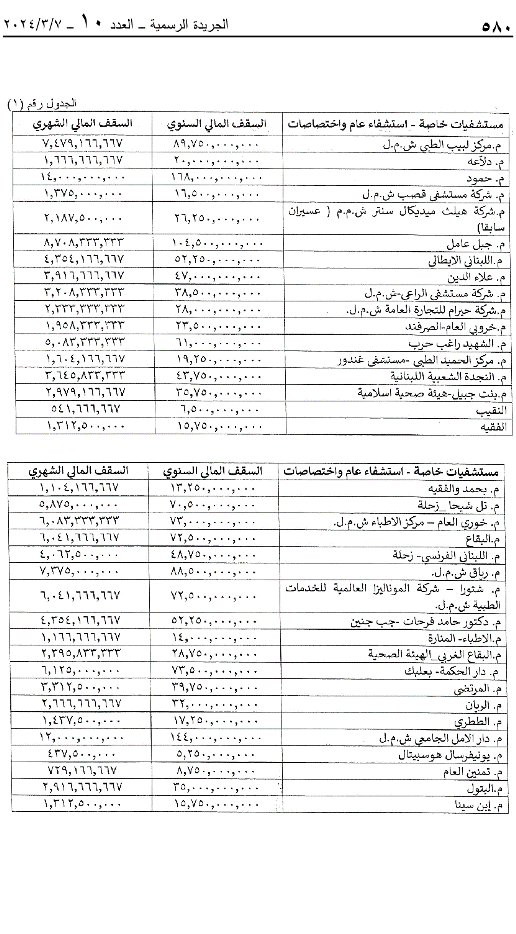 ٥٨٠
الجريدة الرسمية – العدد ١٠ – ٢٠٢٤/٣/٧
الجدول رقم (١)
مستشفيات خاصة - استشفاء عام واختصاصات السقف المالي السنوي السقف المالي الشهري
م.مركز لبيب الطبي ش.م.ل ٨٩,٧٥٠,٠٠٠,٠٠٠ ٧,٤٧٩,١٦٦,٦٦٧
م. دلاعه ٢٠,٠٠٠,٠٠٠,٠٠٠ ١,٦٦٦,٦٦٦,٦٦٧
م. حمود ١٦٨,٠٠٠,٠٠٠,٠٠٠ ١٤,٠٠٠,٠٠٠,٠٠٠
م. شركة مستشفى قصب ش.م.ل ١٦,٥٠٠,٠٠٠,٠٠٠ ١,٣٧٥,٠٠٠,٠٠٠
م.شركة هيلث ميديكال سنتر ش.م.م ( عسيران
سابقا) ٢٦,٢٥٠,٠٠٠,٠٠٠ ٢,١٨٧,٥٠٠,٠٠٠
م. جبل عامل ١٠٤,٥٠٠,٠٠٠,٠٠٠ ٨,٧٠٨,٣٣٣,٣٣٣
م.اللبناني الايطالي ٥٢,٢٥٠,٠٠٠,٠٠٠ ٤,٣٥٤,١٦٦,٦٦٧
م. علاء الدين ٤٧,٠٠٠,٠٠٠,٠٠٠ ٣,٩١٦,٦٦٦,٦٦٧
م. شركة مستشفى الراعي-ش.م.ل ٣٨,٥٠٠,٠٠٠,٠٠٠ ٣,٢٠٨,٣٣٣,٣٣٣
م.شركة حيرام للتجارة العامة ش.م.ل. ٢٨,٠٠٠,٠٠٠,٠٠٠ ٢,٣٣٣,٣٣٣,٣٣٣
م.خروبي العام-الصرفند ٢٣,٥٠٠,٠٠٠,٠٠٠ ١,٩٥٨,٣٣٣,٣٣٣
م. الشهيد راغب حرب ٦١,٠٠٠,٠٠٠,٠٠٠ ٥,٠٨٣,٣٣٣,٣٣٣
م. مركز الحميد الطبي -مستشفى غندور ١٩,٢٥٠,٠٠٠,٠٠٠ ١,٦٠٤,١٦٦,٦٦٧
م. النجدة الشعبية اللبنانية ٤٣,٧٥٠,٠٠٠,٠٠٠ ٣,٦٤٥,٨٣٣,٣٣٣
م.بنت جبيل-هيئة صحية اسلامية ٣٥,٧٥٠,٠٠٠,٠٠٠ ٢,٩٧٩,١٦٦,٦٦٧
النقيب ٦,٥٠٠,٠٠٠,٠٠٠ ٥٤١,٦٦٦,٦٦٧
الفقيه ١٥,٧٥٠,٠٠٠,٠٠٠ ١,٣١٢,٥٠٠,٠٠٠
مستشفيات خاصة - استشفاء عام واختصاصات السقف المالي السنوي السقف المالي الشهري
م. بحمد والفقيه ١٣,٢٥٠,٠٠٠,٠٠٠ ١,١٠٤,١٦٦,٦٦٧
م. تل شيحا _ زحلة ٧٠,٥٠٠,٠٠٠,٠٠٠ ٥,٨٧٥,٠٠٠,٠٠٠
م. خوري العام – مركز الاطباء ش.م.ل. ٧٣,٠٠٠,٠٠٠,٠٠٠ ٦,٠٨٣,٣٣٣,٣٣٣
م.البقاع ٧٢,٥٠٠,٠٠٠,٠٠٠ ٦,٠٤١,٦٦٦,٦٦٧
م. اللبناني الفرنسي- زحلة ٤٨,٧٥٠,٠٠٠,٠٠٠ ٤,٠٦٢,٥٠٠,٠٠٠
م. رياق ش.م.ل. ٨٨,٥٠٠,٠٠٠,٠٠٠ ٧,٣٧٥,٠٠٠,٠٠٠
م. شتورا – شركة الموناليزا العالمية للخدمات
الطبية ش.م.ل. ٧٢,٥٠٠,٠٠٠,٠٠٠ ٦,٠٤١,٦٦٦,٦٦٧
م.دكتور حامد فرحات -جب جنين ٥٢,٢٥٠,٠٠٠,٠٠٠ ٤,٣٥٤,١٦٦,٦٦٧
م.الاطباء- المنارة ١٤,٠٠٠,٠٠٠,٠٠٠ ١,١٦٦,٦٦٦,٦٦٧
م.البقاع الغربي_الهيئة الصحية ٢٨,٧٥٠,٠٠٠,٠٠٠ ٢,٣٩٥,٨٣٣,٣٣٣
م. دار الحكمة- بعلبك ٧٣,٥٠٠,٠٠٠,٠٠٠ ٦,١٢٥,٠٠٠,٠٠٠
م. المرتضى ٣٩,٧٥٠,٠٠٠,٠٠٠ ٣,٣١٢,٥٠٠,٠٠٠
م. الريان ٣٢,٠٠٠,٠٠٠,٠٠٠ ٢,٦٦٦,٦٦٦,٦٦٧
م. الططري ١٧,٢٥٠,٠٠٠,٠٠٠ ١,٤٣٧,٥٠٠,٠٠٠
م. دار الامل الجامعي ش.م.ل ١٤٤,٠٠٠,٠٠٠,٠٠٠ ١٢,٠٠٠,٠٠٠,٠٠٠
م. يونيفرسال هوسبيتال ٥,٢٥٠,٠٠٠,٠٠٠ ٤٣٧,٥٠٠,٠٠٠
م. تمنين العام ٨,٧٥٠,٠٠٠,٠٠٠ ٧٢٩,١٦٦,٦٦٧
م.البتول ٣٥,٠٠٠,٠٠٠,٠٠٠ ٢,٩١٦,٦٦٦,٦٦٧
م. إبن سينا ١٥,٧٥٠,٠٠٠,٠٠٠ ١,٣١٢,٥٠٠,٠٠٠